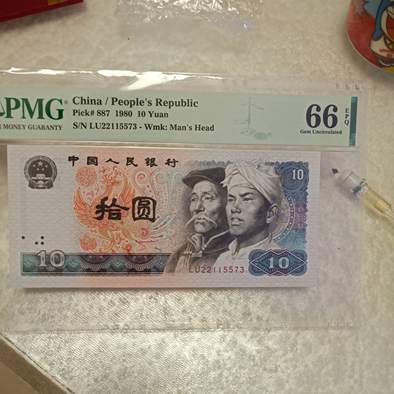 PMG
MONEY GUARANTY
China / People's Republic
Pick# 887 1980 10 Yuan
S/N LU22115573 - Wmk: Man's Head
66 EPQ
Gem Uncirculated
中国人民银行
10
拾圆
LU22115573
10
10